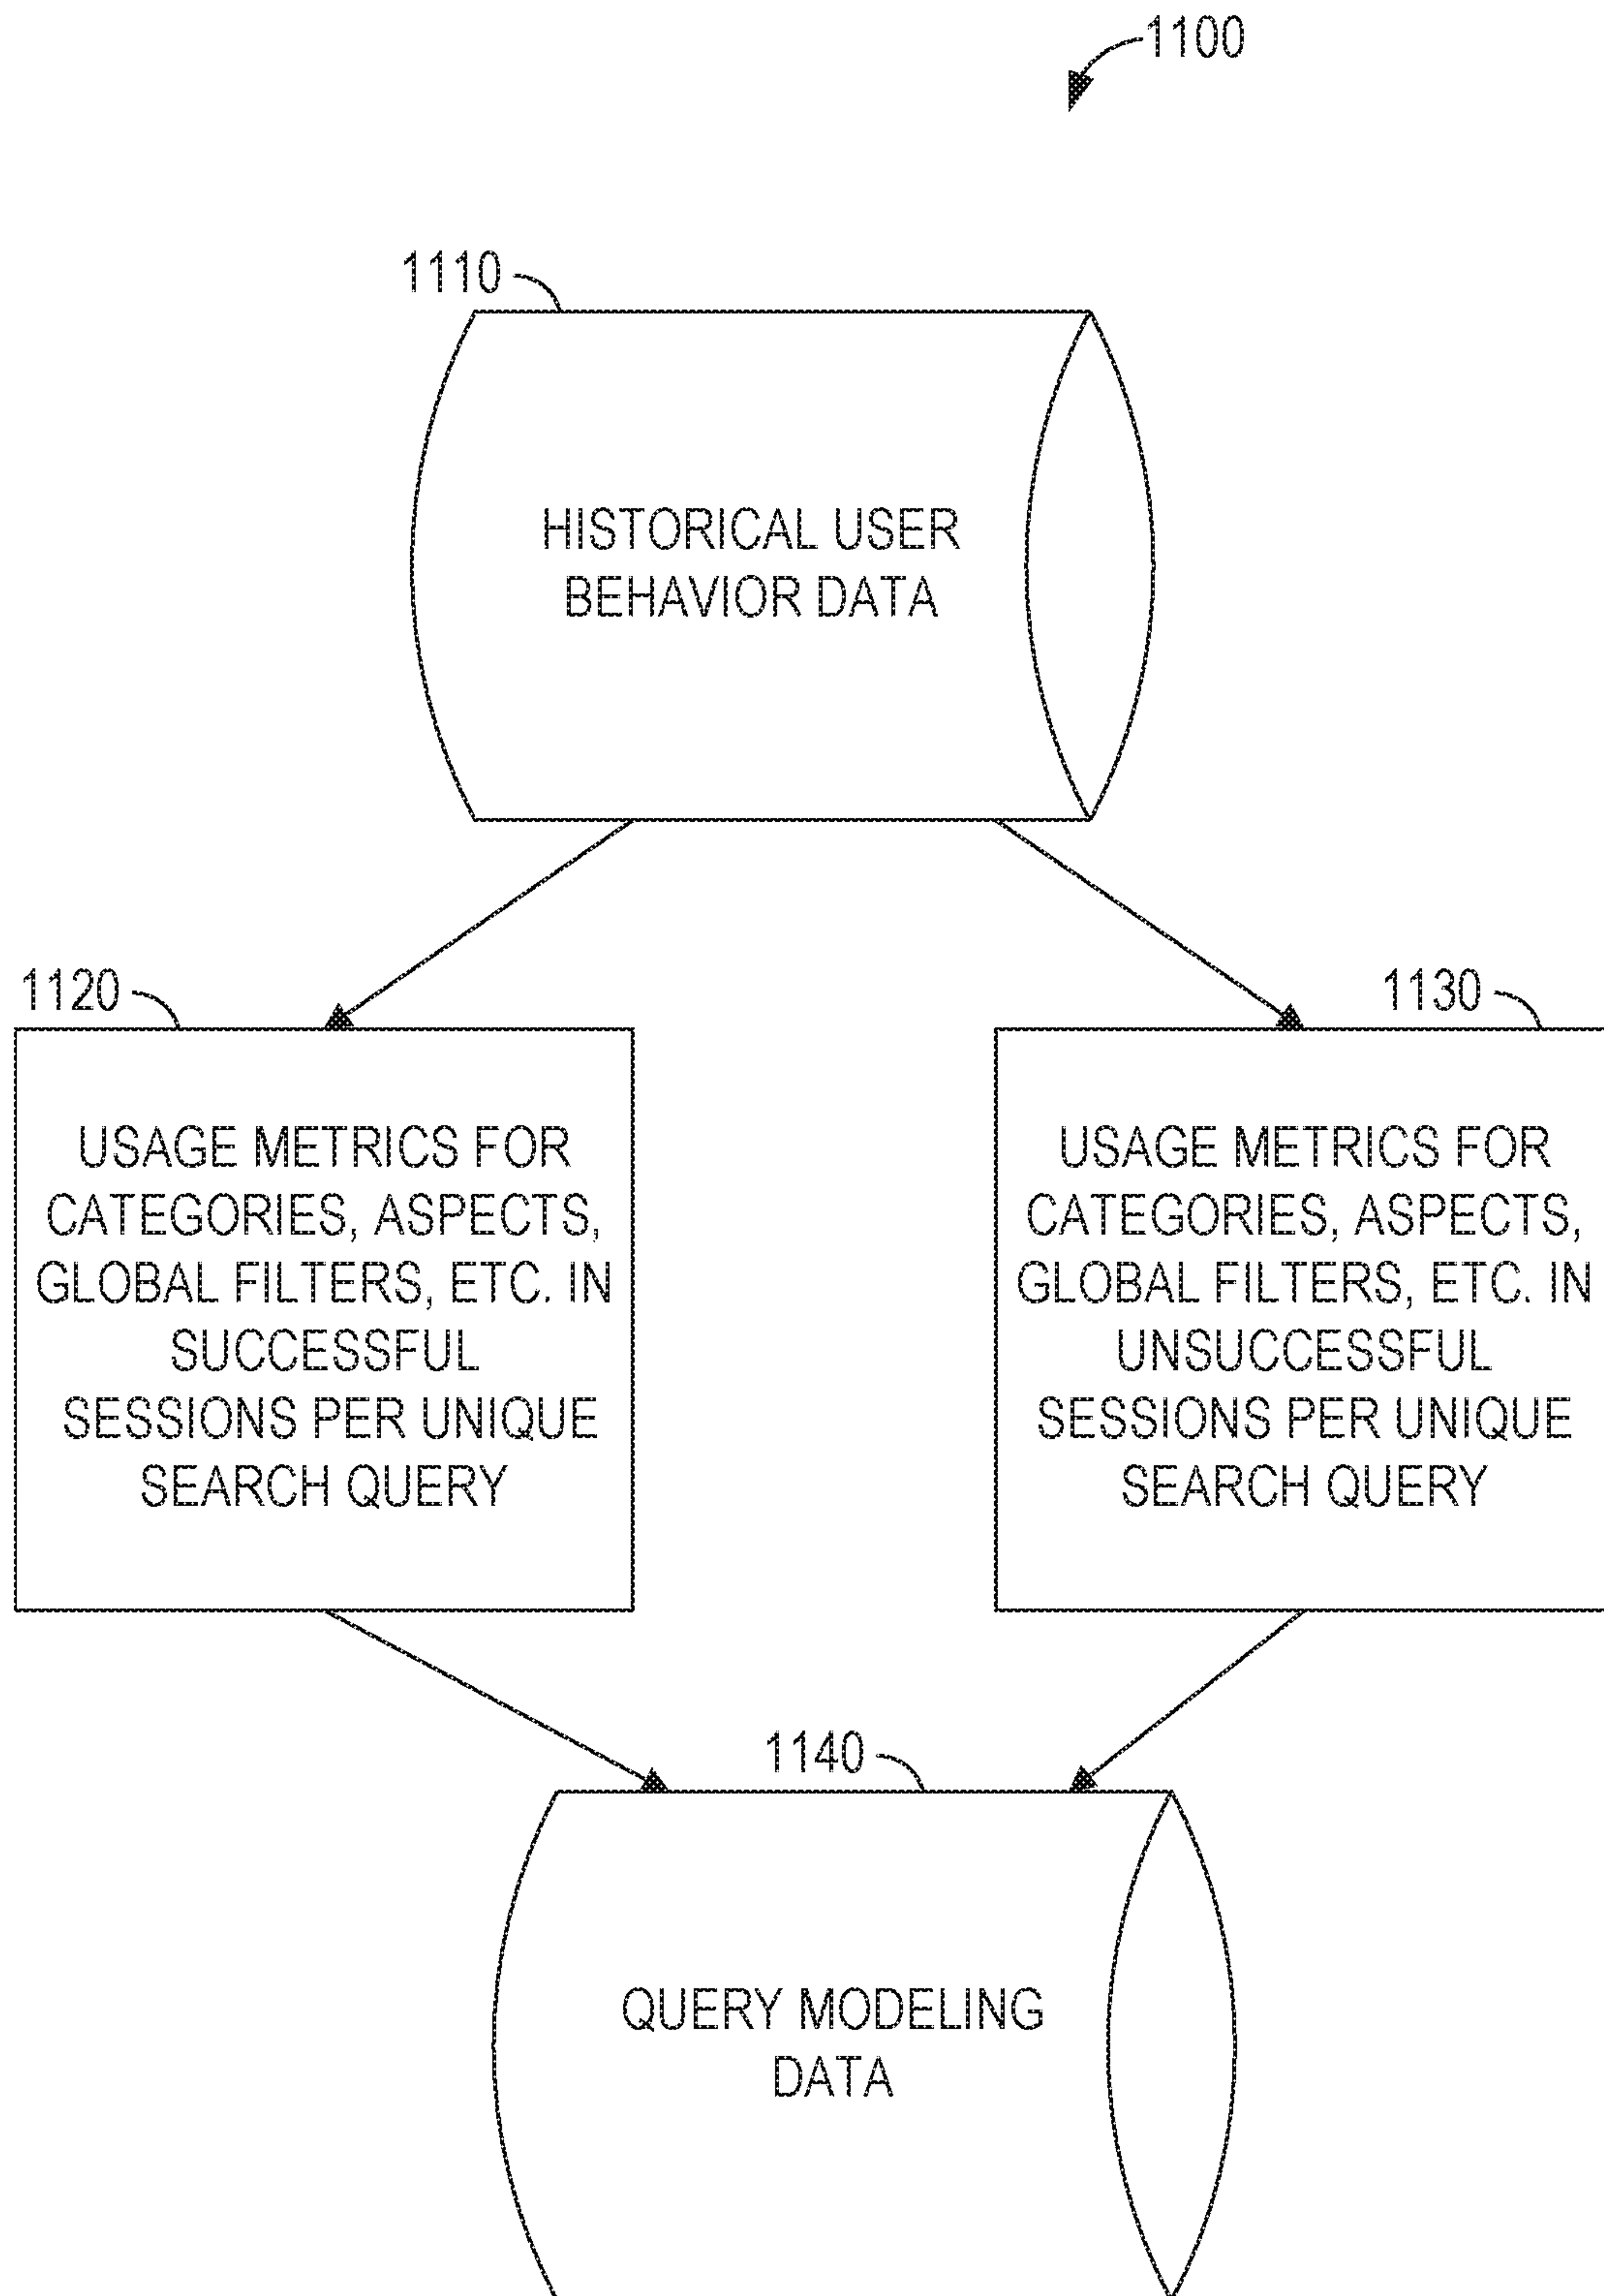 1100
1110
HISTORICAL USER
BEHAVIOR DATA
1120
USAGE METRICS FOR
CATEGORIES, ASPECTS,
GLOBAL FILTERS, ETC. IN
SUCCESSFUL
SESSIONS PER UNIQUE
SEARCH QUERY
1130
USAGE METRICS FOR
CATEGORIES, ASPECTS,
GLOBAL FILTERS, ETC. IN
UNSUCCESSFUL
SESSIONS PER UNIQUE
SEARCH QUERY
1140
QUERY MODELING
DATA